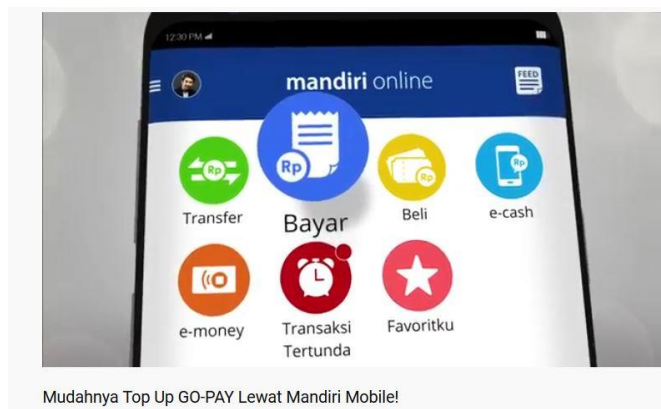 12:30 PM
mandiri online
FEED
Rp
Rp
Rp
Rp
Transfer
Bayar
Beli
e-cash
e-money
Transaksi
Tertunda
Favoritku
Mudahnya Top Up GO-PAY Lewat Mandiri Mobile!